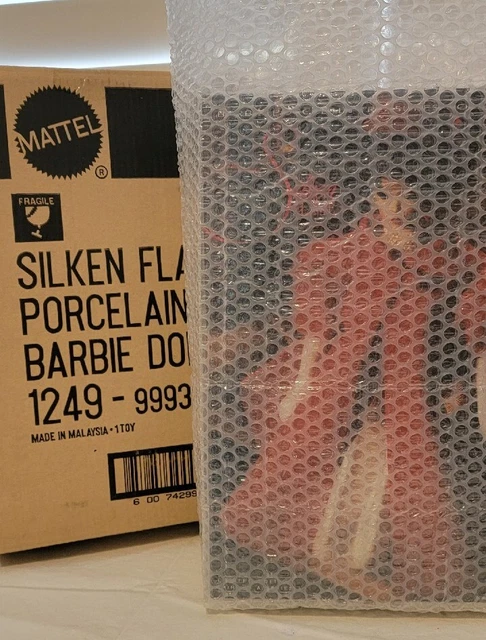 MATTEL
®
FRAGILE
SILKEN FLA
PORCELAIN
BARBIE DO
1249 - 9993
MADE IN MALAYSIA • 1 TOY
6 00 74299